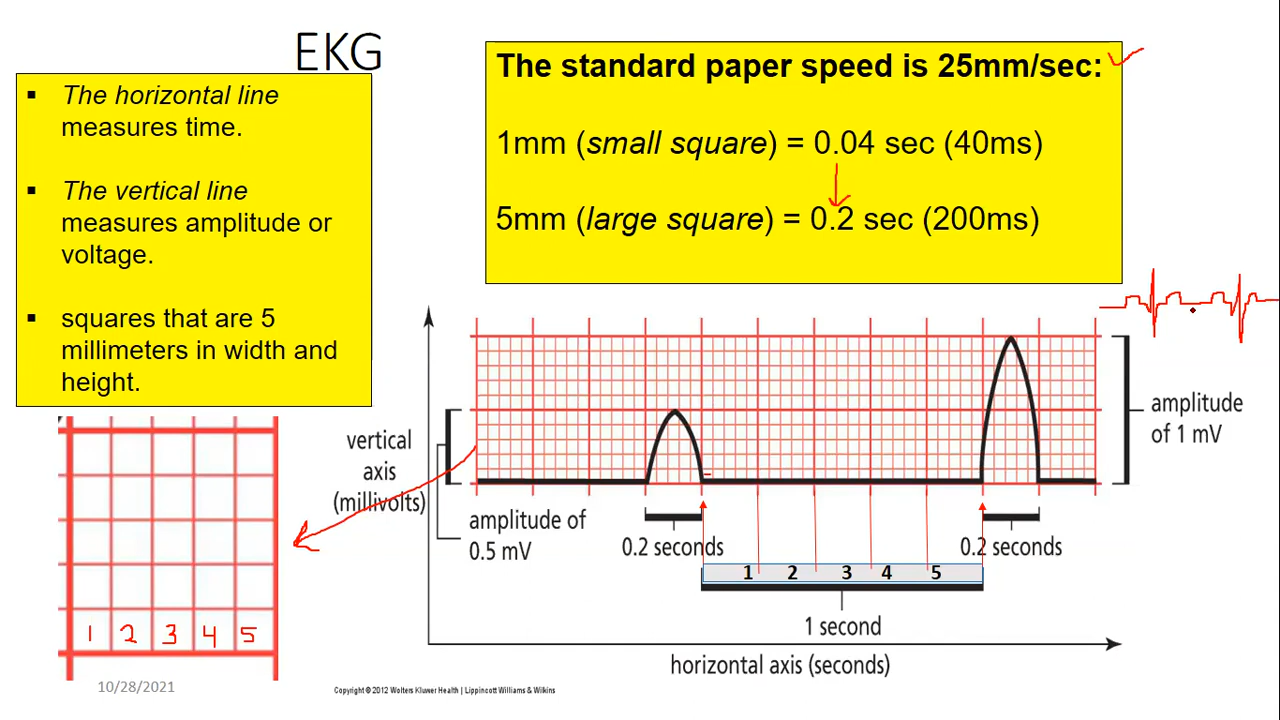 EKG
The horizontal line
measures time.
The vertical line
measures amplitude or
voltage.
squares that are 5
millimeters in width and
height.
The standard paper speed is 25mm/sec:
1mm (small square) = 0.04 sec (40ms)
5mm (large square) = 0.2 sec (200ms)
vertical
axis
(millivolts)
amplitude of
0.5 mV
0.2 seconds
0.2 seconds
amplitude
of 1 mV
1 2 3 4 5
1 second
horizontal axis (seconds)
1 2 3 4 5
10/28/2021
Copyright © 2012 Wolters Kluwer Health | Lippincott Williams & Wilkins